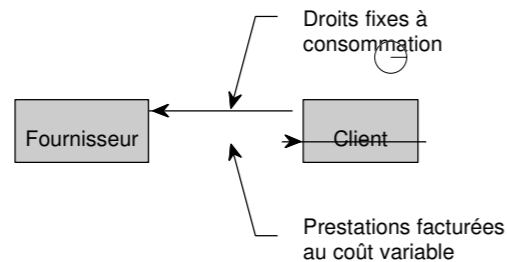 Droits fixes à
consommation
Fournisseur
Client
Prestations facturées
au coût variable